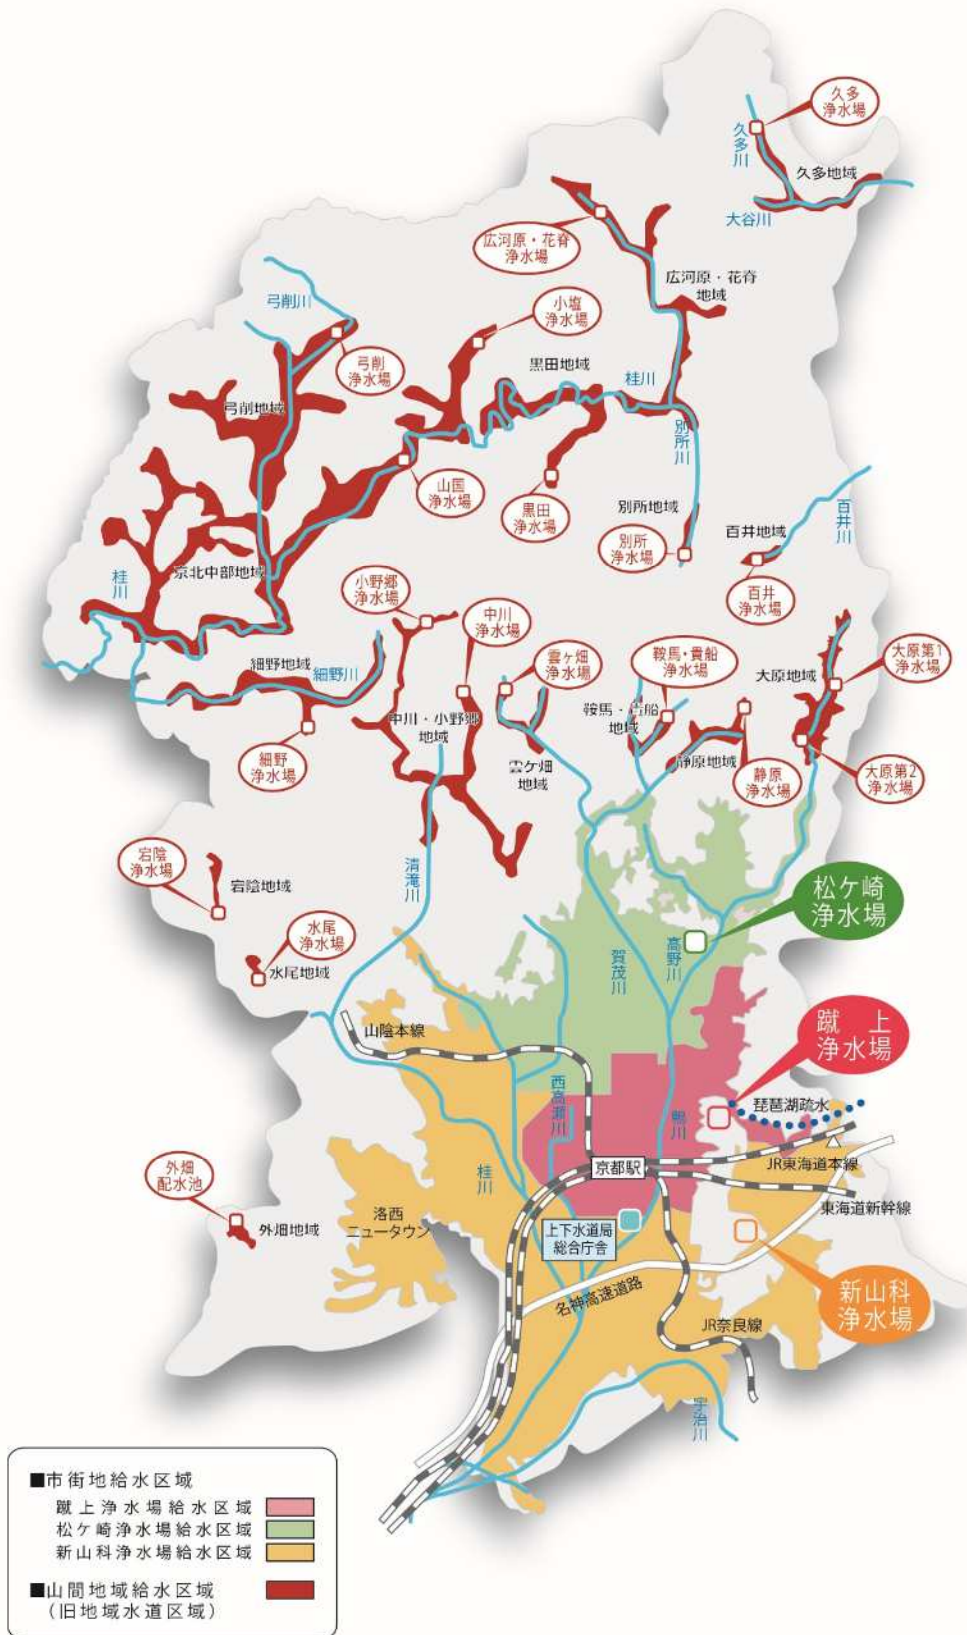 久多
浄水場
久多川
久多地域
大谷川
広河原・花脊
浄水場
広河原・花脊
地域
弓削川
小塩
浄水場
弓削
浄水場
黒田地域
桂川
弓削地域
別所川
山国
浄水場
黒田
浄水場
別所地域
別所
浄水場
百井地域
百井川
百井
浄水場
桂川
京北中部地域
小野郷
浄水場
中川
浄水場
雲ヶ畑
浄水場
鞍馬・貴船
浄水場
大原地域
大原第1
浄水場
細野地域
細野川
中川・小野郷
地域
鞍馬・貴船
地域
静原地域
細野
浄水場
雲ケ畑
地域
静原
浄水場
大原第2
浄水場
宕陰
浄水場
宕陰地域
清滝川
松ケ崎
浄水場
水尾
浄水場
水尾地域
賀茂川
高野川
山陰本線
蹴上
浄水場
西高瀬川
鴨川
琵琶湖疏水
桂川
京都駅
JR東海道本線
外畑
配水池
外畑地域
洛西
ニュータウン
上下水道局
総合庁舎
東海道新幹線
名神高速道路
新山科
浄水場
JR奈良線
宇治川
■市街地給水区域
蹴上浄水場給水区域
松ケ崎浄水場給水区域
新山科浄水場給水区域
■山間地域給水区域
(旧地域水道区域)